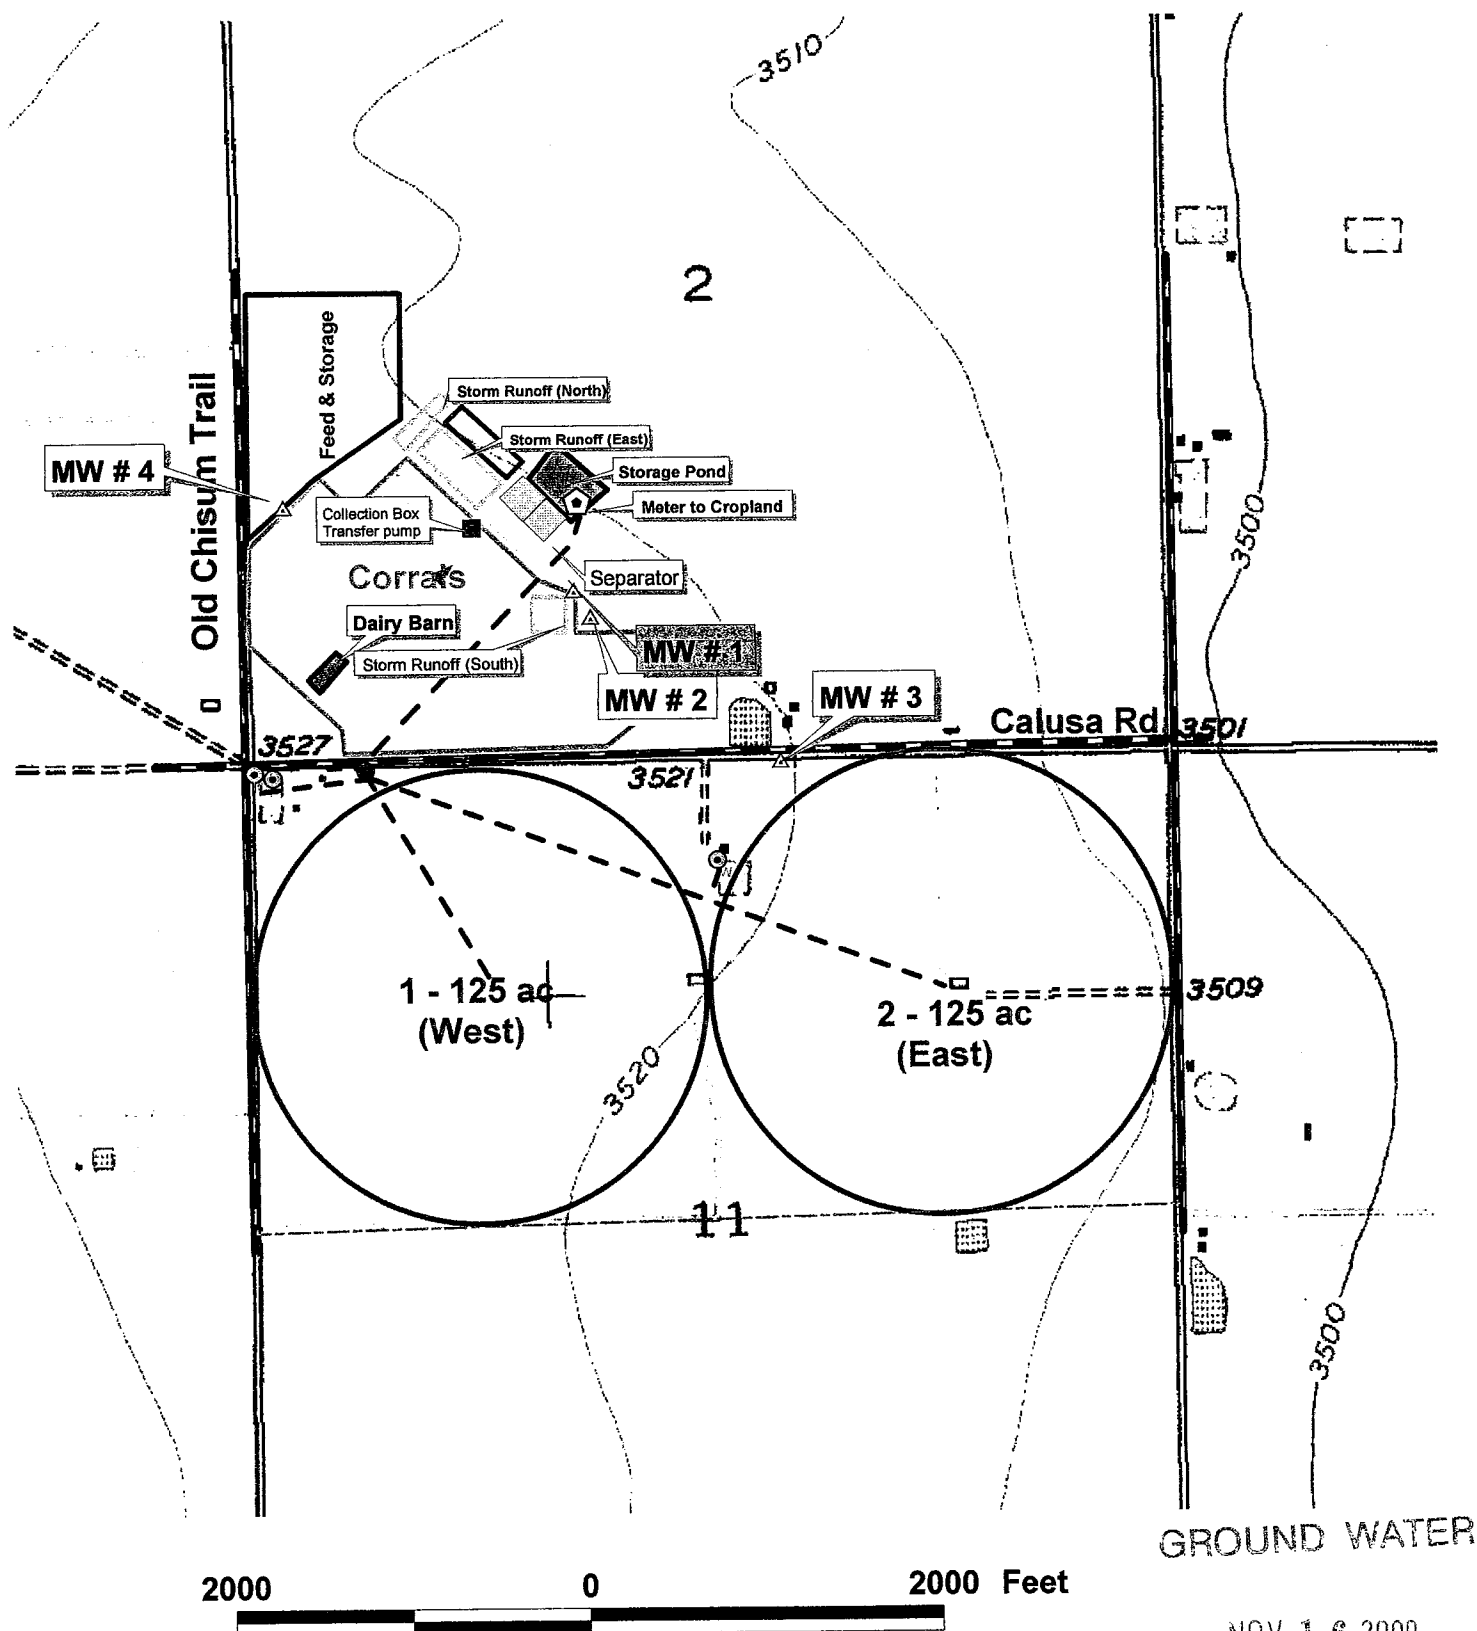 3510
2
Feed & Storage
Storm Runoff (North)
Old Chisum Trail
Storm Runoff (East)
MW # 4
Storage Pond
Meter to Cropland
Collection Box
Transfer pump
3500
Corrals
Separator
Dairy Barn
MW # 1
Storm Runoff (South)
MW # 2
MW # 3
Calusa Rd
3501
3527
3521
1 - 125 ac
(West)
3509
2 - 125 ac
(East)
3520
11
3500
GROUND WATER
2000 0 2000 Feet
NOV 16 2000